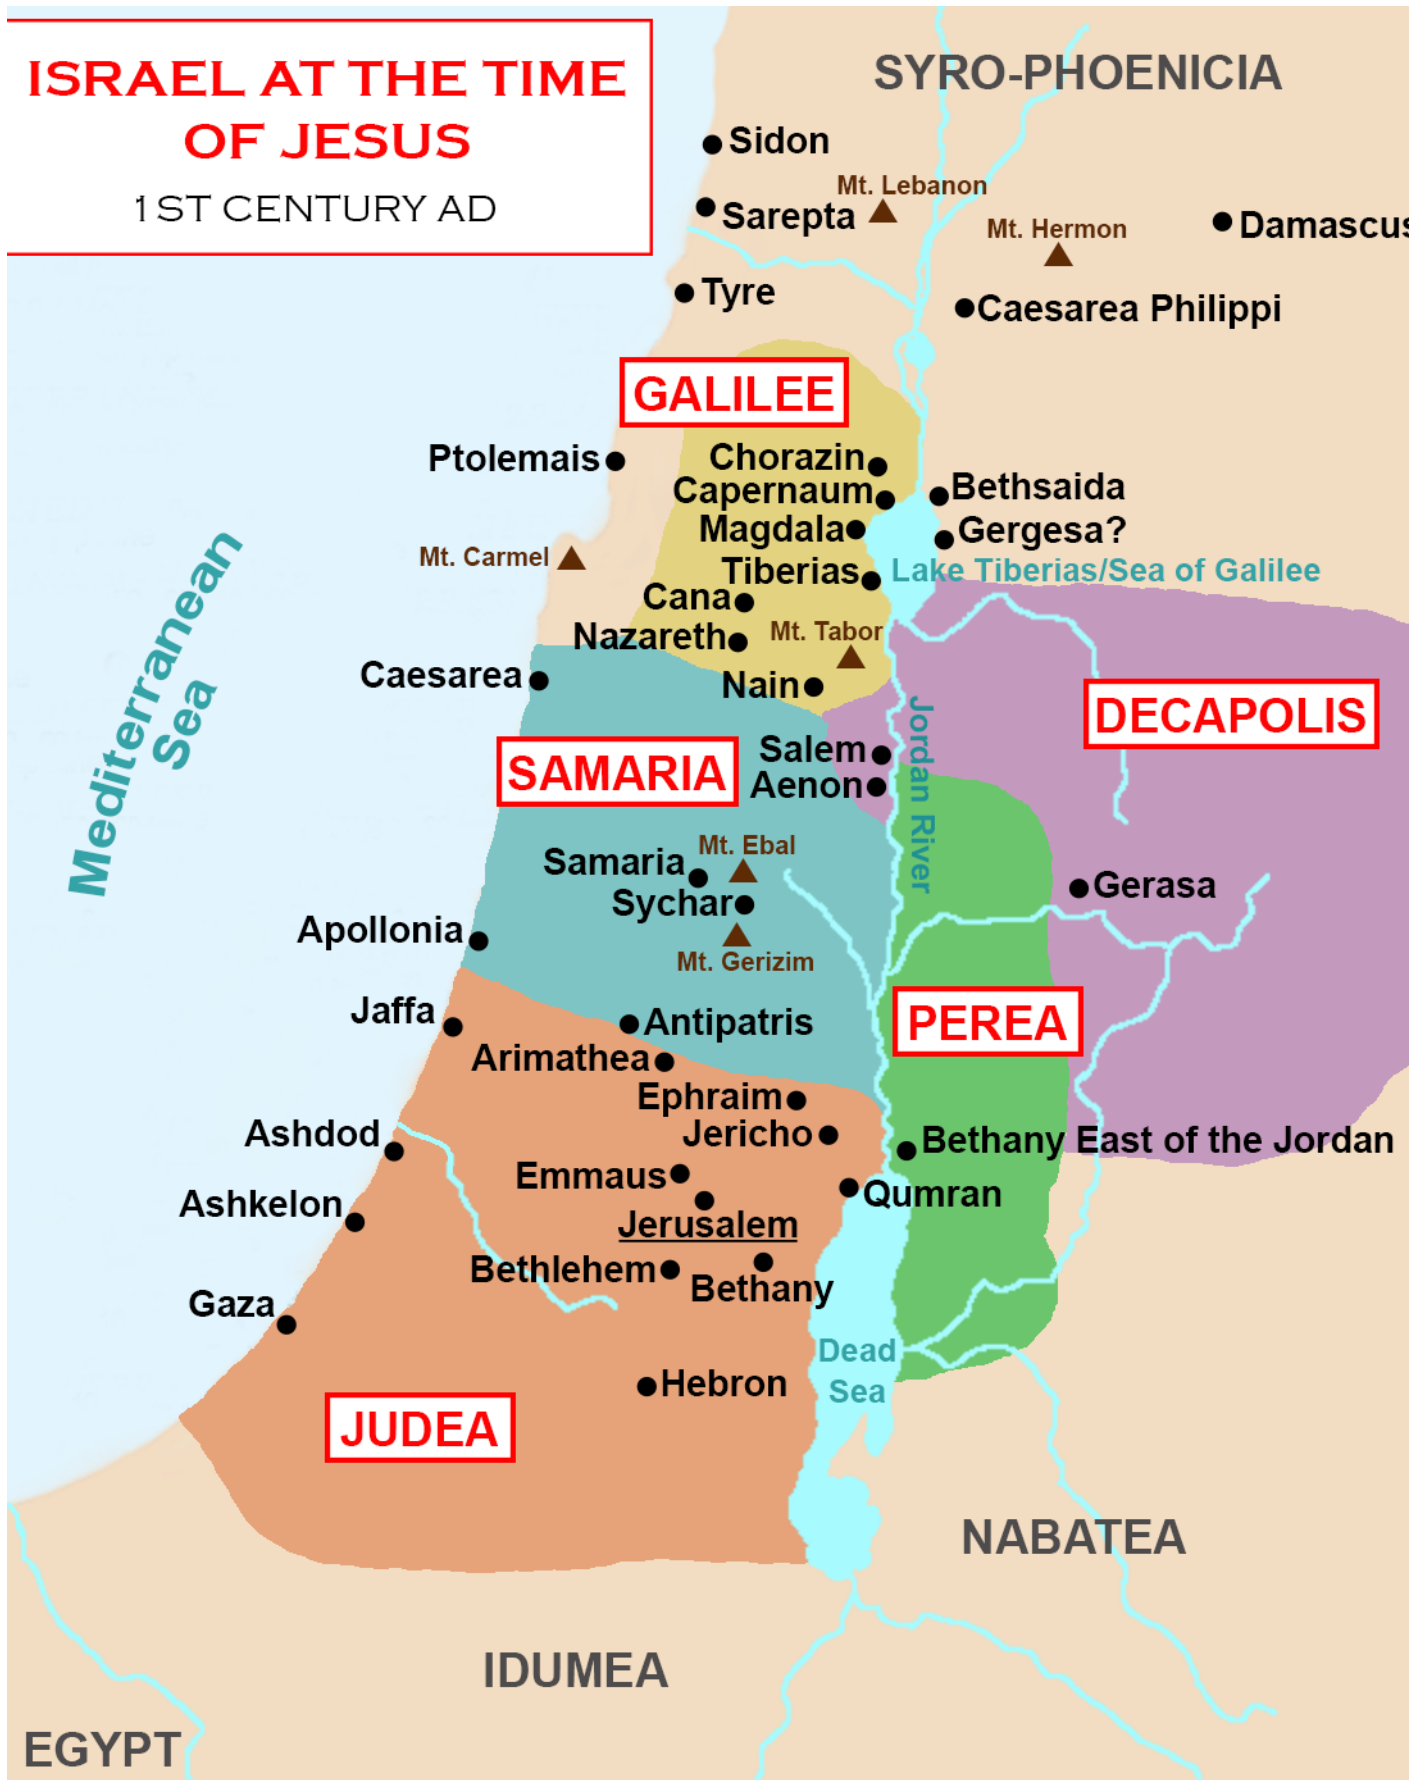 ISRAEL AT THE TIME
OF JESUS
1ST CENTURY AD
SYRO-PHOENICIA
Sidon
Mt. Lebanon
Sarepta
Mt. Hermon
Damascus
Tyre
Caesarea Philippi
GALILEE
Ptolemais
Chorazin
Capernaum
Bethsaida
Magdala
Gergesa?
Mt. Carmel
Tiberias
Lake Tiberias/Sea of Galilee
Cana
Nazareth
Mt. Tabor
Caesarea
Nain
Mediterranean
Sea
DECAPOLIS
Jordan River
SAMARIA
Salem
Aenon
Mt. Ebal
Samaria
Gerasa
Sychar
Apollonia
Mt. Gerizim
Jaffa
Antipatris
PEREA
Arimathea
Ephraim
Jericho
Ashdod
Bethany East of the Jordan
Emmaus
Qumran
Ashkelon
Jerusalem
Bethlehem
Bethany
Gaza
Dead
Sea
Hebron
JUDEA
NABATEA
IDUMEA
EGYPT